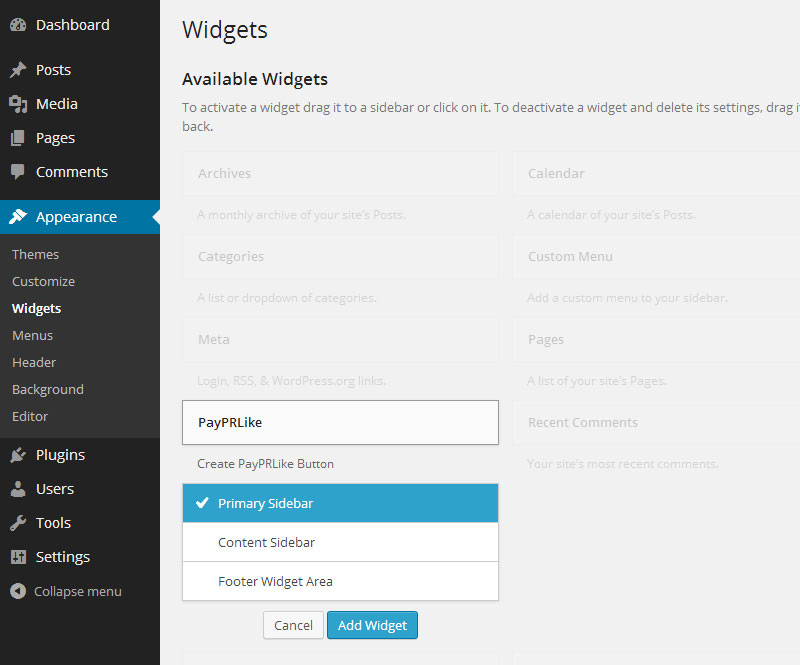 Dashboard
Posts
Media
Pages
Comments
Appearance
Themes
Customize
Widgets
Menus
Header
Background
Editor
Plugins
Users
Tools
Settings
Collapse menu
Widgets
Available Widgets
To activate a widget drag it to a sidebar or click on it. To deactivate a widget and delete its settings, drag it
back.
Archives
A monthly archive of your site's Posts.
Calendar
A calendar of your site's Posts.
Categories
A list or dropdown of categories.
Custom Menu
Add a custom menu to your sidebar.
Meta
Login, RSS, & WordPress.org links.
Pages
A list of your site's Pages.
PayPRLike
Create PayPRLike Button
Recent Comments
Your site's most recent comments.
Primary Sidebar
Content Sidebar
Footer Widget Area
Cancel
Add Widget